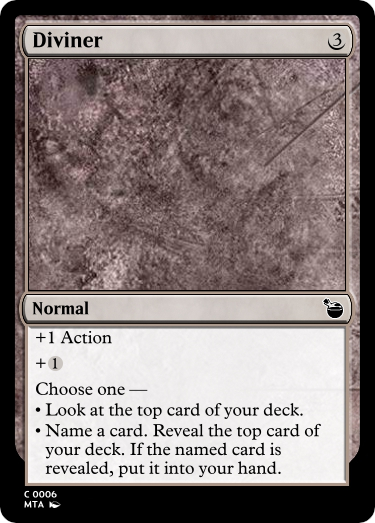 Diviner 3
Normal
+1 Action
+1
Choose one —
• Look at the top card of your deck.
• Name a card. Reveal the top card of
your deck. If the named card is
revealed, put it into your hand.
C 0006
MTA